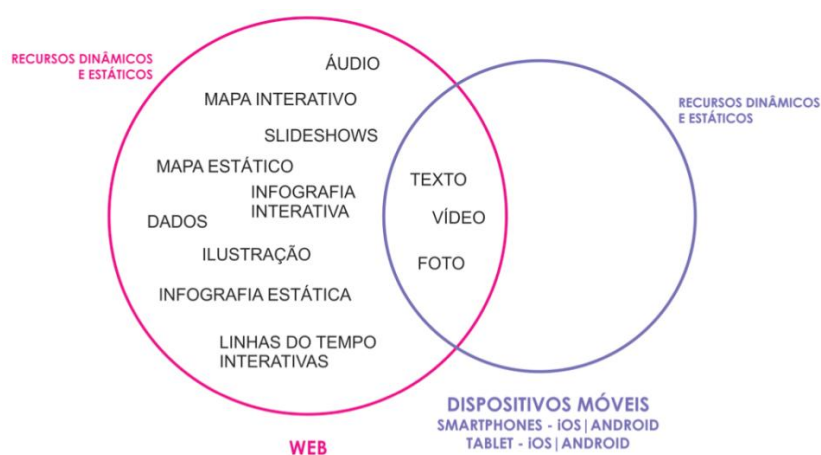 RECURSOS DINÂMICOS
E ESTÁTICOS
ÁUDIO
MAPA INTERATIVO
SLIDESHOWS
MAPA ESTÁTICO
INFOGRAFIA
INTERATIVA
DADOS
ILUSTRAÇÃO
INFOGRAFIA ESTÁTICA
LINHAS DO TEMPO
INTERATIVAS
WEB
TEXTO
VÍDEO
FOTO
RECURSOS DINÂMICOS
E ESTÁTICOS
DISPOSITIVOS MÓVEIS
SMARTPHONES - iOS|ANDROID
TABLET - iOS|ANDROID